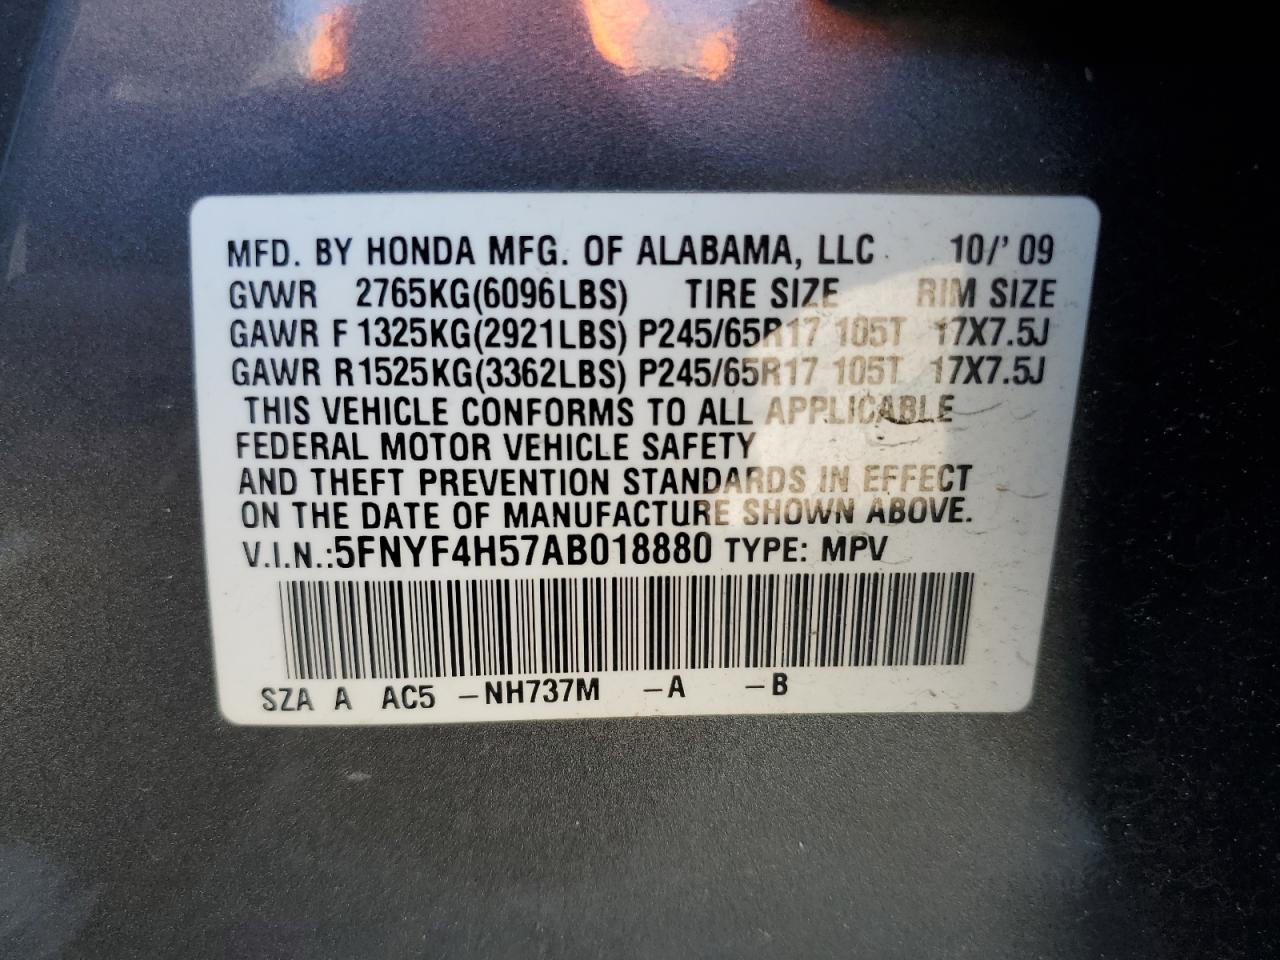 MFD. BY HONDA MFG. OF ALABAMA, LLC 10/'09
GVWR 2765KG(6096LBS) TIRE SIZE RIM SIZE
GAWR F 1325KG(2921LBS) P245/65R17 105T 17X7.5J
GAWR R 1525KG(3362LBS) P245/65R17 105T 17X7.5J
THIS VEHICLE CONFORMS TO ALL APPLICABLE
FEDERAL MOTOR VEHICLE SAFETY
AND THEFT PREVENTION STANDARDS IN EFFECT
ON THE DATE OF MANUFACTURE SHOWN ABOVE.
V.I.N.:5FNYF4H57AB018880 TYPE: MPV
SZA A AC5 -NH737M -A -B